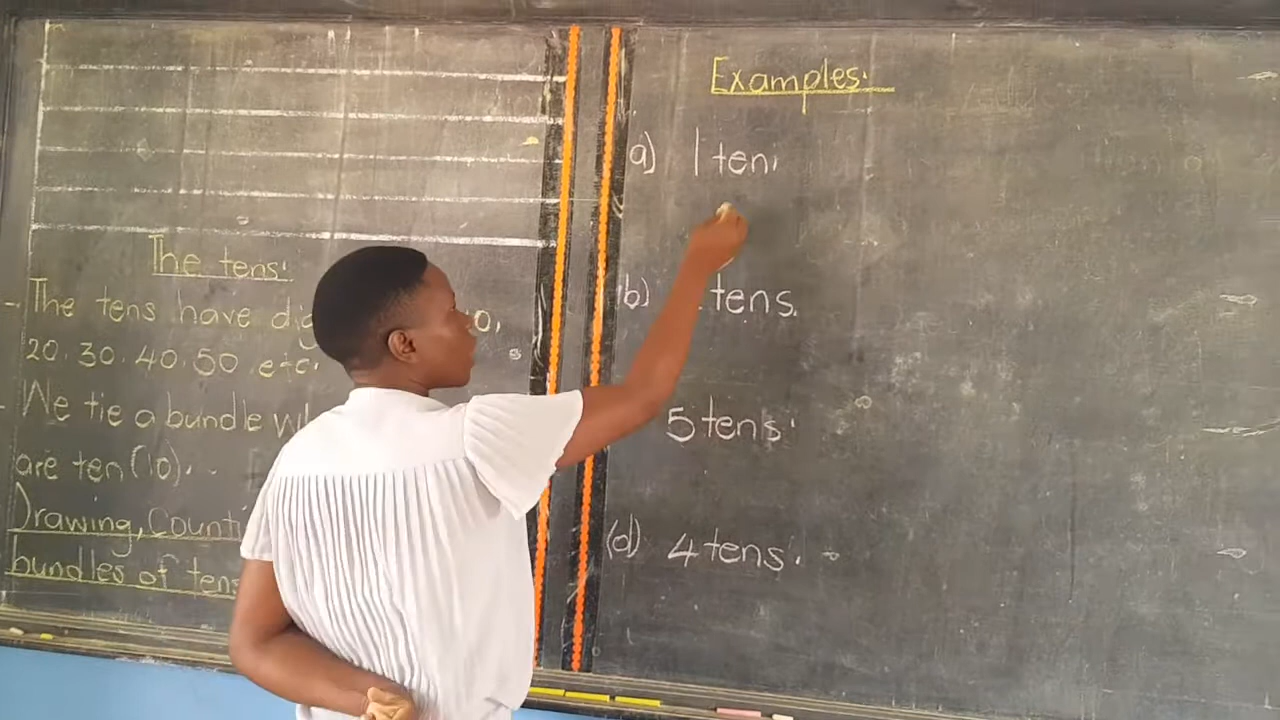 The tens.
- The tens have dig 0,
20, 30, 40, 50, etc.
- We tie a bundle
are ten (10).
Drawing, Counti
bundles of tens
Examples.
a) 1 ten.
b) tens.
5 tens.
(d) 4 tens.